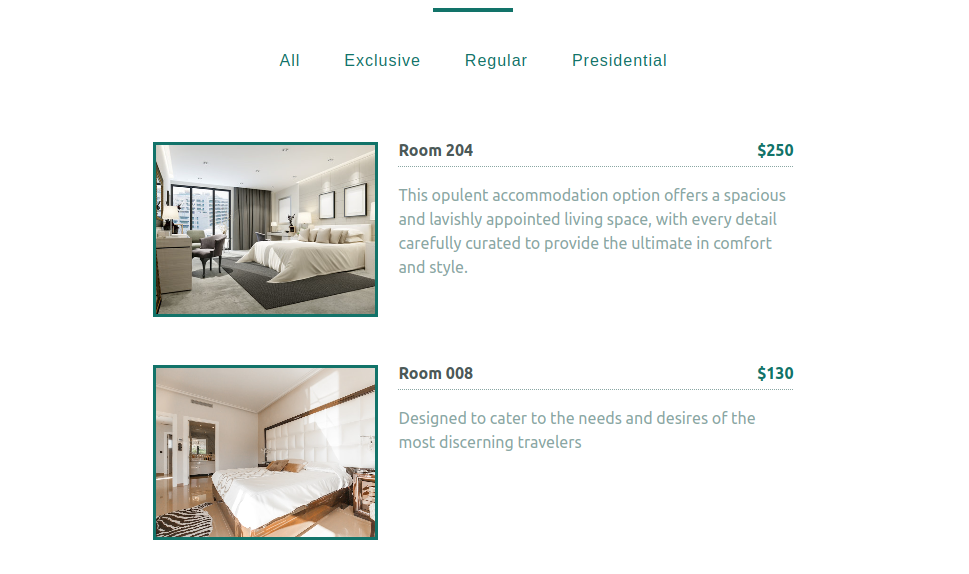 All Exclusive Regular Presidential
Room 204 $250
This opulent accommodation option offers a spacious
and lavishly appointed living space, with every detail
carefully curated to provide the ultimate in comfort
and style.
Room 008 $130
Designed to cater to the needs and desires of the
most discerning travelers